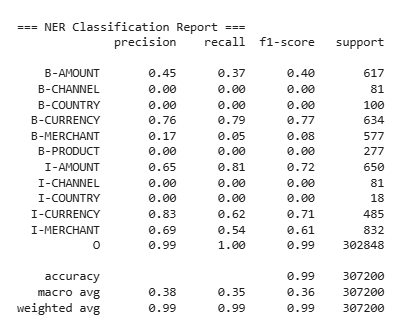 === NER Classification Report ===
precision recall f1-score support
B-AMOUNT 0.45 0.37 0.40 617
B-CHANNEL 0.00 0.00 0.00 81
B-COUNTRY 0.00 0.00 0.00 100
B-CURRENCY 0.76 0.79 0.77 634
B-MERCHANT 0.17 0.05 0.08 577
B-PRODUCT 0.00 0.00 0.00 277
I-AMOUNT 0.65 0.81 0.72 650
I-CHANNEL 0.00 0.00 0.00 81
I-COUNTRY 0.00 0.00 0.00 18
I-CURRENCY 0.83 0.62 0.71 485
I-MERCHANT 0.69 0.54 0.61 832
O 0.99 1.00 0.99 302848
accuracy 0.99 307200
macro avg 0.38 0.35 0.36 307200
weighted avg 0.99 0.99 0.99 307200